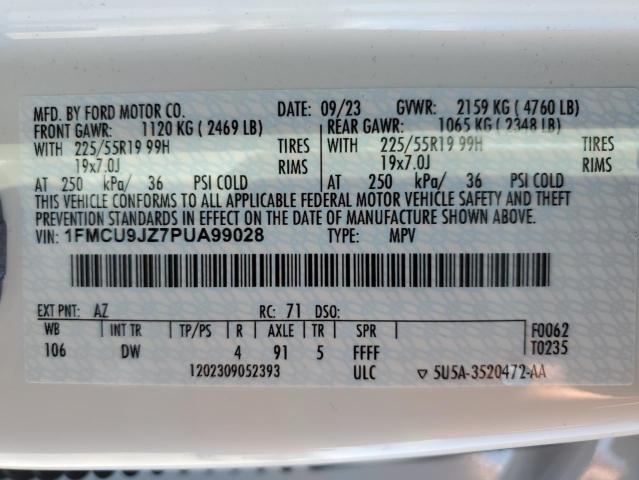 MFD. BY FORD MOTOR CO. DATE: 09/23 GVWR: 2159 KG ( 4760 LB)
FRONT GAWR: 1120 KG ( 2469 LB) REAR GAWR: 1065 KG ( 2348 LB)
WITH 225/55R19 99H TIRES WITH 225/55R19 99H TIRES
19x7.0J RIMS 19x7.0J RIMS
AT 250 kPa/ 36 PSI COLD AT 250 kPa/ 36 PSI COLD
THIS VEHICLE CONFORMS TO ALL APPLICABLE FEDERAL MOTOR VEHICLE SAFETY AND THEFT
PREVENTION STANDARDS IN EFFECT ON THE DATE OF MANUFACTURE SHOWN ABOVE.
VIN: 1FMCU9JZ7PUA99028 TYPE: MPV
EXT PNT: AZ RC: 71 DSO:
WB INT TR TP/PS R AXLE TR SPR F0062
106 DW 4 91 5 FFFF T0235
1202309052393 ULC ▽ 5U5A-3520472-AA